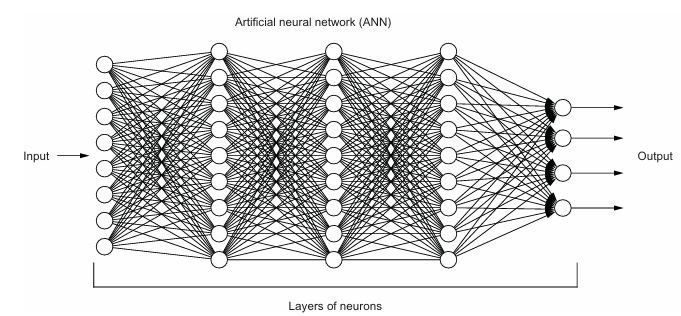 Artificial neural network (ANN)
Input
Output
Layers of neurons